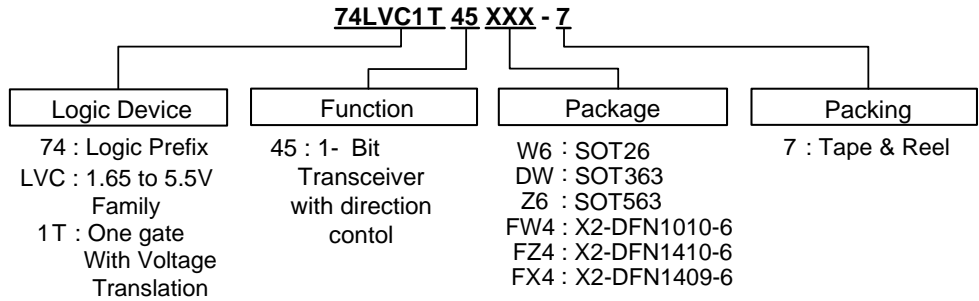 74LVC1T 45 XXX - 7
Logic Device
74 : Logic Prefix
LVC : 1.65 to 5.5V
Family
1T : One gate
With Voltage
Translation
Function
45 : 1- Bit
Transceiver
with direction
contol
Package
W6 : SOT26
DW : SOT363
Z6 : SOT563
FW4 : X2-DFN1010-6
FZ4 : X2-DFN1410-6
FX4 : X2-DFN1409-6
Packing
7 : Tape & Reel